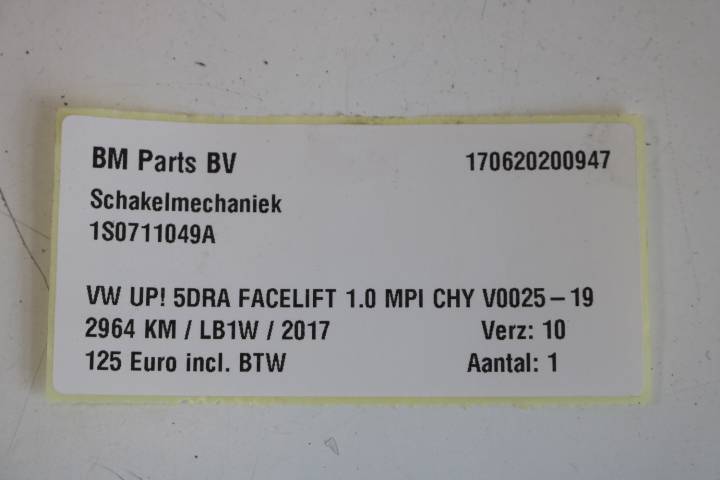 BM Parts BV 170620200947
Schakelmechaniek
1S0711049A
VW UP! 5DRA FACELIFT 1.0 MPI CHY V0025-19
2964 KM / LB1W / 2017 Verz: 10
125 Euro incl. BTW Aantal: 1